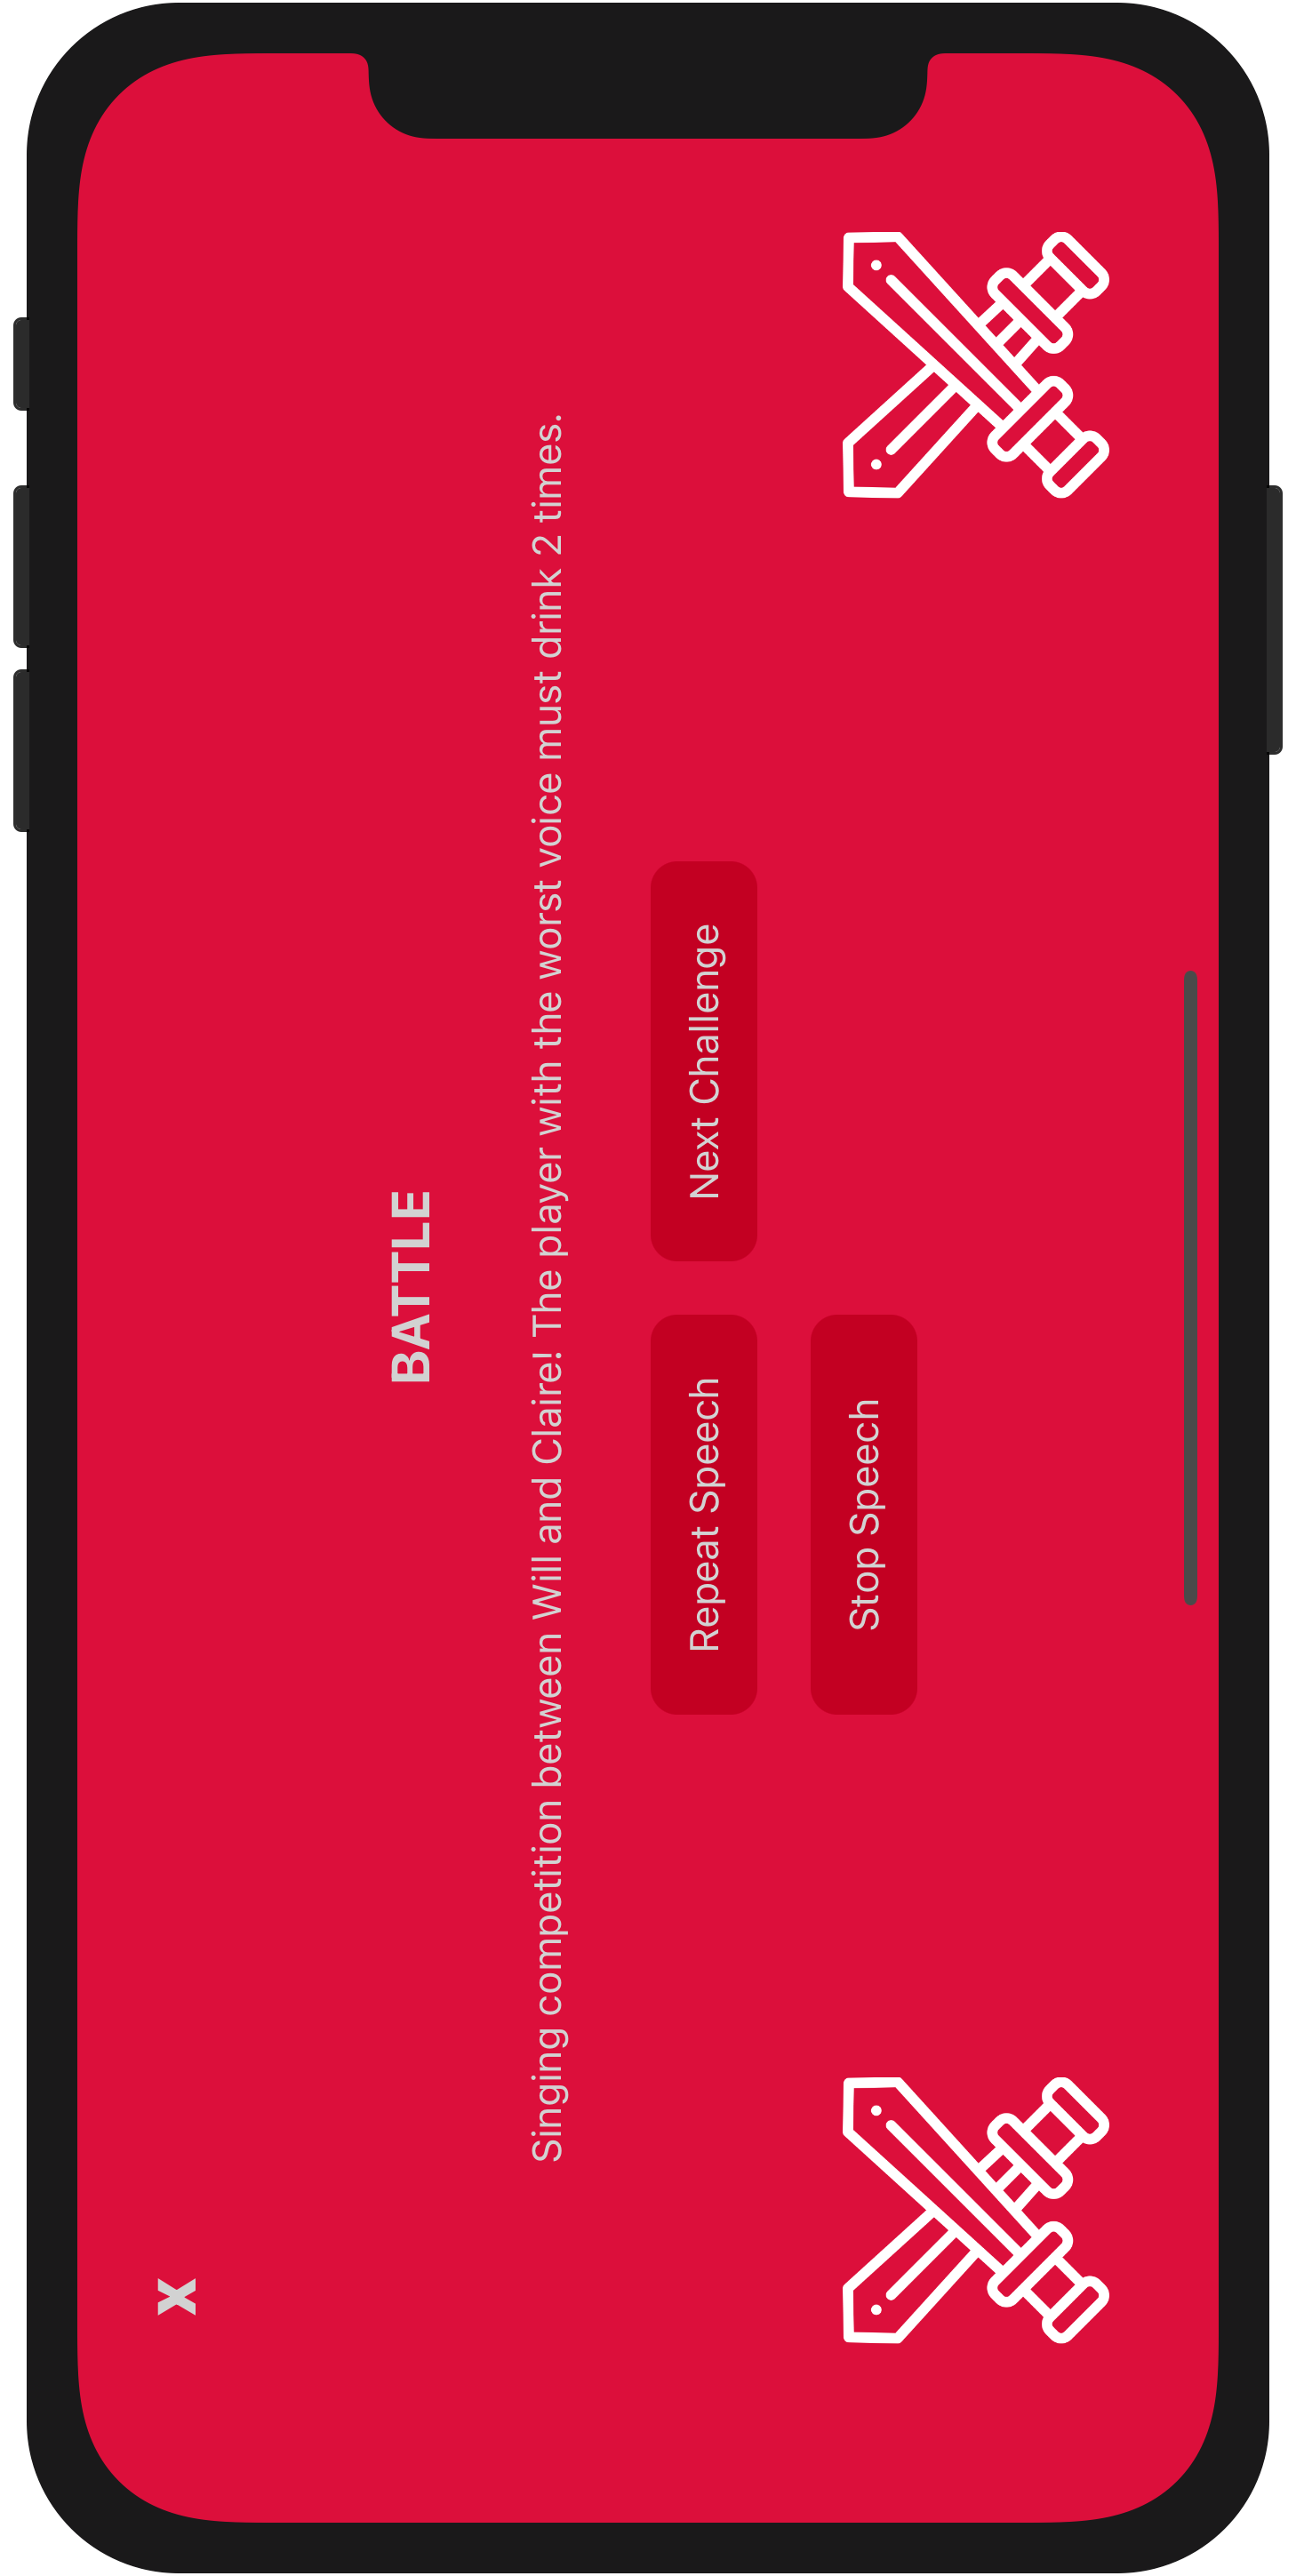 X
BATTLE
Singing competition between Will and Claire! The player with the worst voice must drink 2 times.
Repeat Speech
Next Challenge
Stop Speech